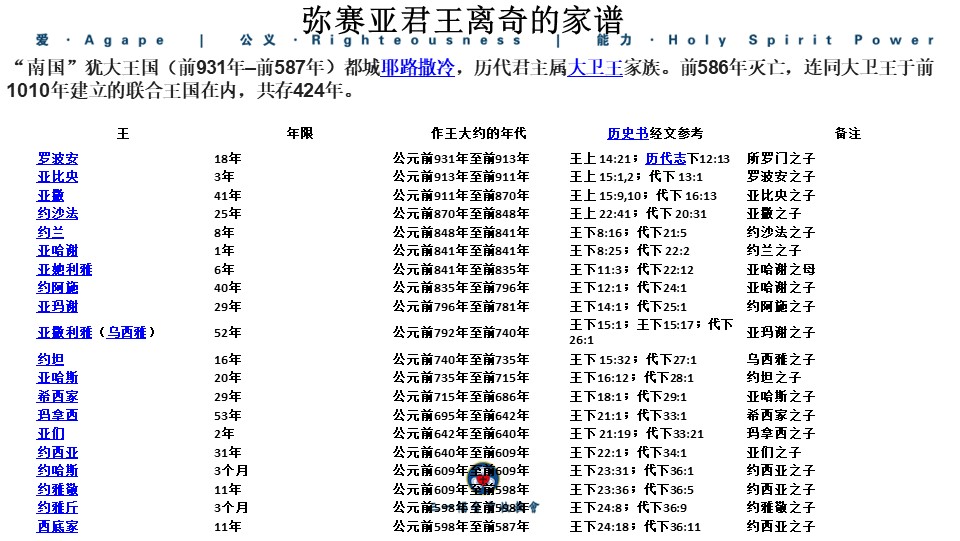 弥赛亚君王离奇的家谱
爱 · Agape | 公义 · Righteousness | 能力 · Holy Spirit Power
“南国”犹大王国（前931年—前587年）都城耶路撒冷，历代君主属大卫王家族。前586年灭亡，连同大卫王于前
1010年建立的联合王国在内，共存424年。
王 年限 作王大约的年代 历史书经文参考 备注
罗波安 18年 公元前931年至前913年 王上 14:21；历代志下12:13 所罗门之子
亚比央 3年 公元前913年至前911年 王上 15:1,2；代下 13:1 罗波安之子
亚撒 41年 公元前911年至前870年 王上 15:9,10；代下 16:13 亚比央之子
约沙法 25年 公元前870年至前848年 王上 22:41；代下 20:31 亚撒之子
约兰 8年 公元前848年至前841年 王下8:16；代下21:5 约沙法之子
亚哈谢 1年 公元前841年至前841年 王下8:25；代下 22:2 约兰之子
亚她利雅 6年 公元前841年至前835年 王下11:3；代下22:12 亚哈谢之母
约阿施 40年 公元前835年至前796年 王下12:1；代下24:1 亚哈谢之子
亚玛谢 29年 公元前796年至前781年 王下14:1；代下25:1 约阿施之子
亚撒利雅（乌西雅） 52年 公元前792年至前740年 王下15:1；王下15:17；代下
26:1 亚玛谢之子
约坦 16年 公元前740年至前735年 王下 15:32；代下27:1 乌西雅之子
亚哈斯 20年 公元前735年至前715年 王下16:12；代下28:1 约坦之子
希西家 29年 公元前715年至前686年 王下18:1；代下29:1 亚哈斯之子
玛拿西 53年 公元前695年至前642年 王下21:1；代下33:1 希西家之子
亚们 2年 公元前642年至前640年 王下 21:19；代下33:21 玛拿西之子
约西亚 31年 公元前640年至前609年 王下22:1；代下34:1 亚们之子
约哈斯 3个月 公元前609年至前609年 王下23:31；代下36:1 约西亚之子
约雅敬 11年 公元前609年至前598年 王下23:36；代下36:5 约西亚之子
约雅斤 3个月 公元前598年至前598年 王下24:8；代下36:9 约雅敬之子
西底家 11年 公元前598年至前587年 王下24:18；代下36:11 约西亚之子